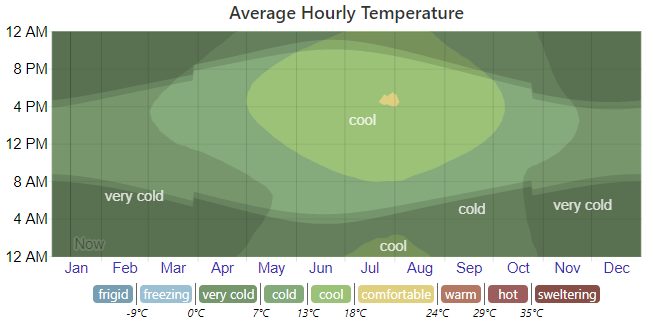 Average Hourly Temperature
12 AM
8 PM
4 PM
12 PM
8 AM
4 AM
12 AM
cool
very cold
cold
very cold
cool
Now
Jan Feb Mar Apr May Jun Jul Aug Sep Oct Nov Dec
frigid freezing very cold cold cool comfortable warm hot sweltering
-9°C 0°C 7°C 13°C 18°C 24°C 29°C 35°C